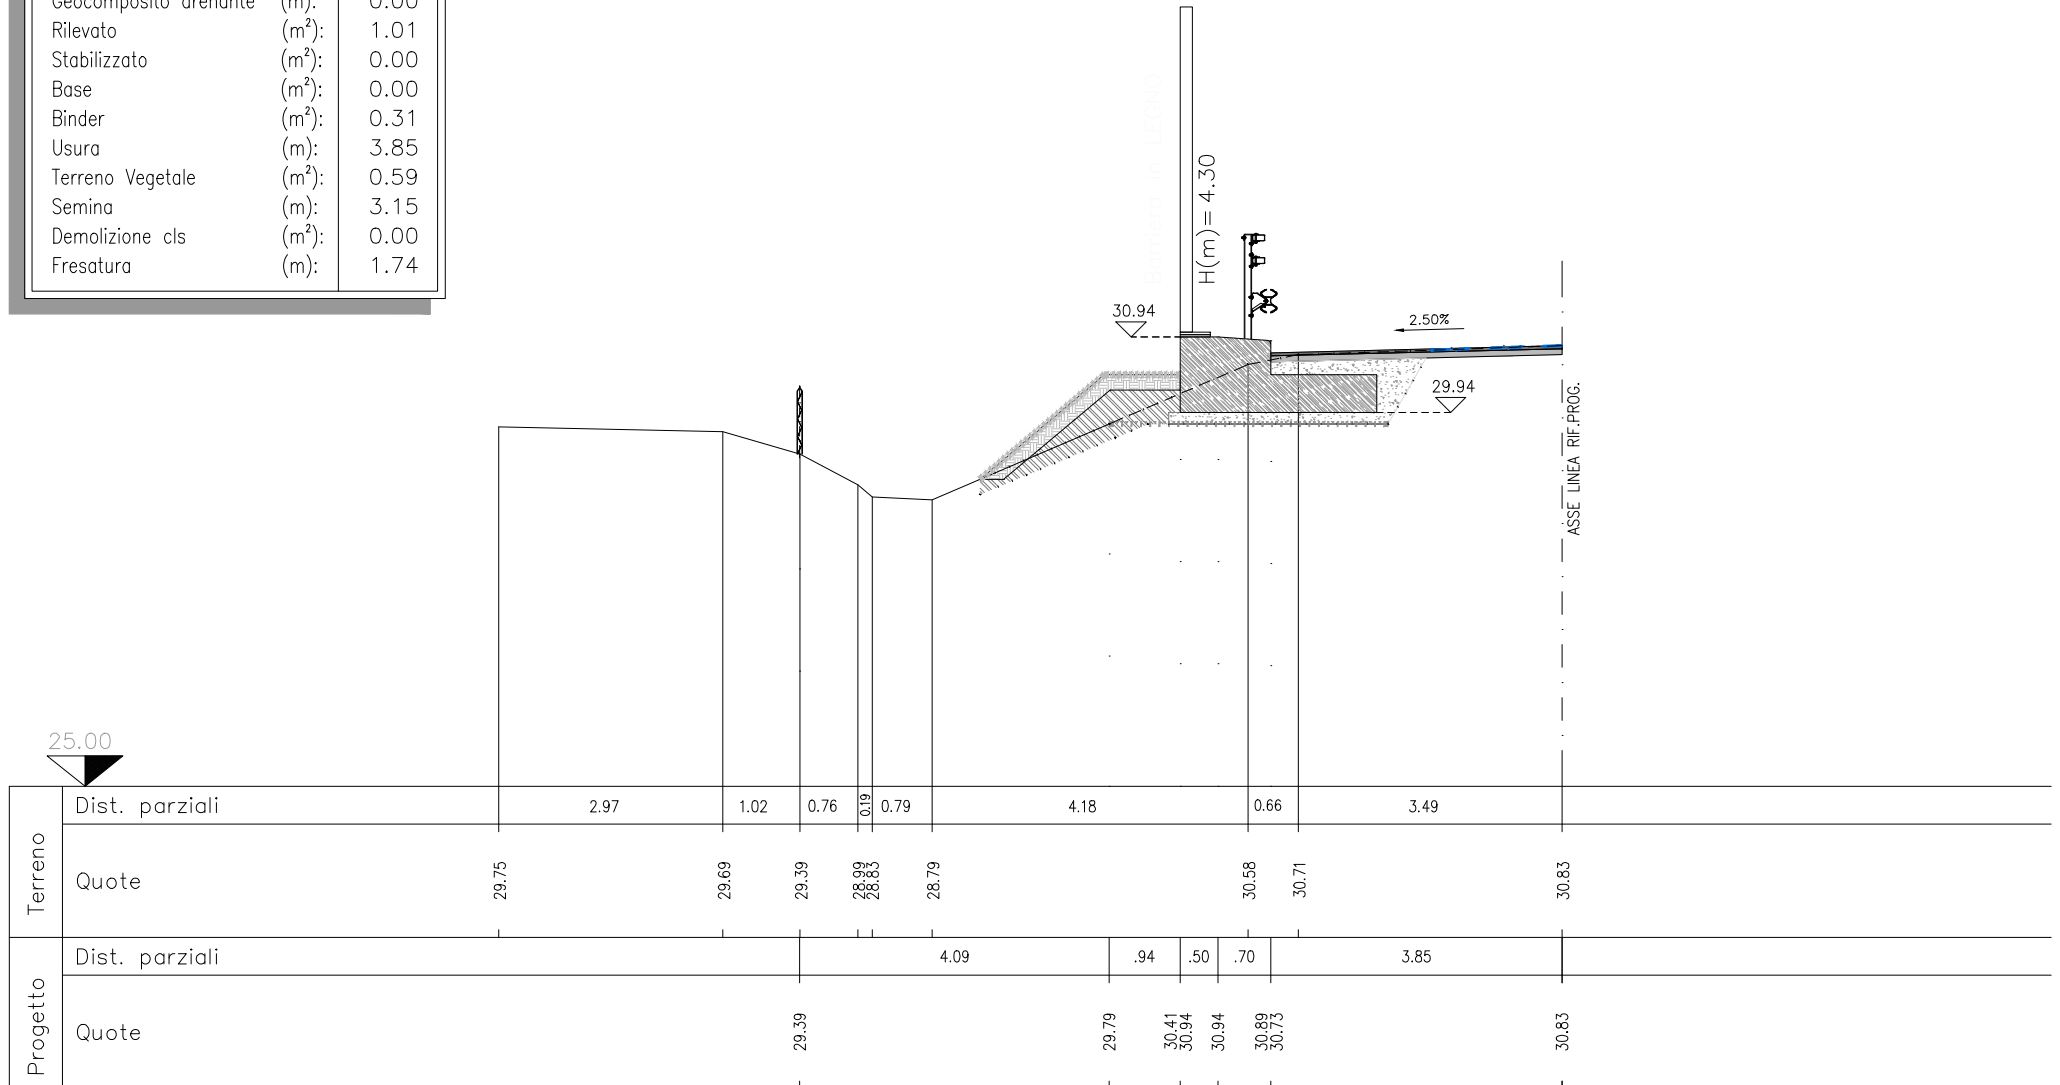 Geocomposito drenante (m): 0.00
Rilevato (m²): 1.01
Stabilizzato (m²): 0.00
Base (m²): 0.00
Binder (m²): 0.31
Usura (m): 3.85
Terreno Vegetale (m²): 0.59
Semina (m): 3.15
Demolizione cls (m²): 0.00
Fresatura (m): 1.74
H(m)= 4.30
30.94
2.50%
29.94
ASSE LINEA RIF.PROG.
25.00
Terreno
Dist. parziali 2.97 1.02 0.76 0.19 0.79 4.18 0.66 3.49
Quote 29.75 29.69 29.39 28.99 28.83 28.79 30.58 30.71 30.83
Progetto
Dist. parziali 4.09 .94 .50 .70 3.85
Quote 29.39 29.79 30.41 30.94 30.94 30.89 30.73 30.83